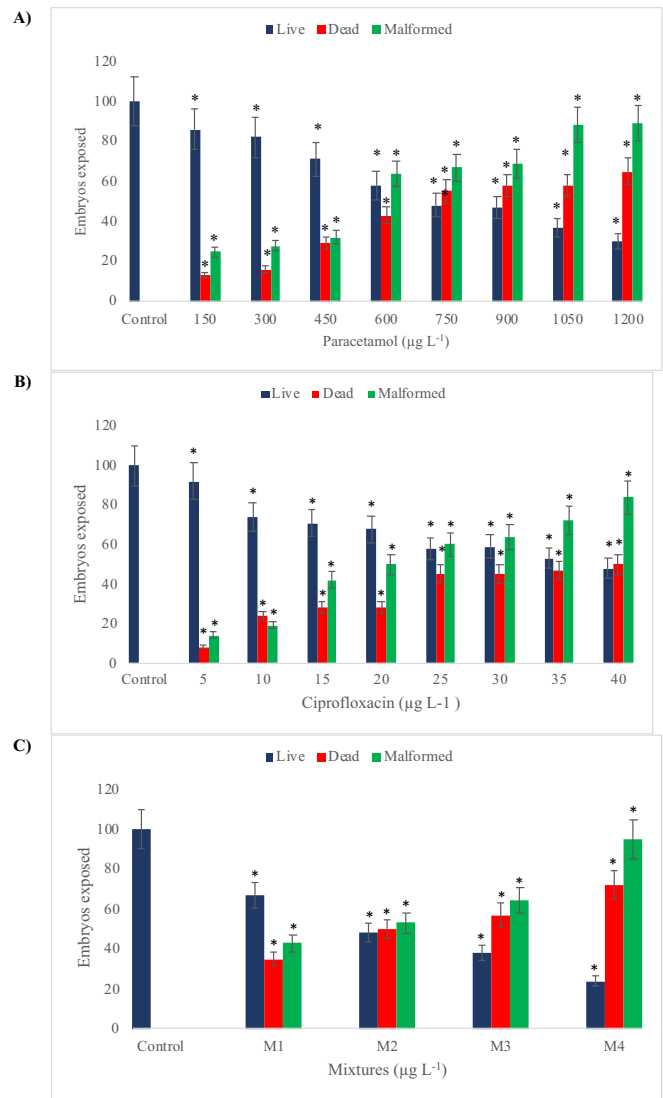 A)
Live Dead Malformed
120
100
80
60
40
20
0
Embryos exposed
* * * * * * * *
* * * * * * * *
* * * * * * * *
Control 150 300 450 600 750 900 1050 1200
Paracetamol (µg L⁻¹)
B)
Live Dead Malformed
120
100
80
60
40
20
0
Embryos exposed
* * * * * * * *
* * * * * * * *
* * * * * * * *
Control 5 10 15 20 25 30 35 40
Ciprofloxacin (µg L-1 )
C)
Live Dead Malformed
120
100
80
60
40
20
0
Embryos exposed
* * * *
* * * *
* * * *
Control M1 M2 M3 M4
Mixtures (µg L⁻¹)